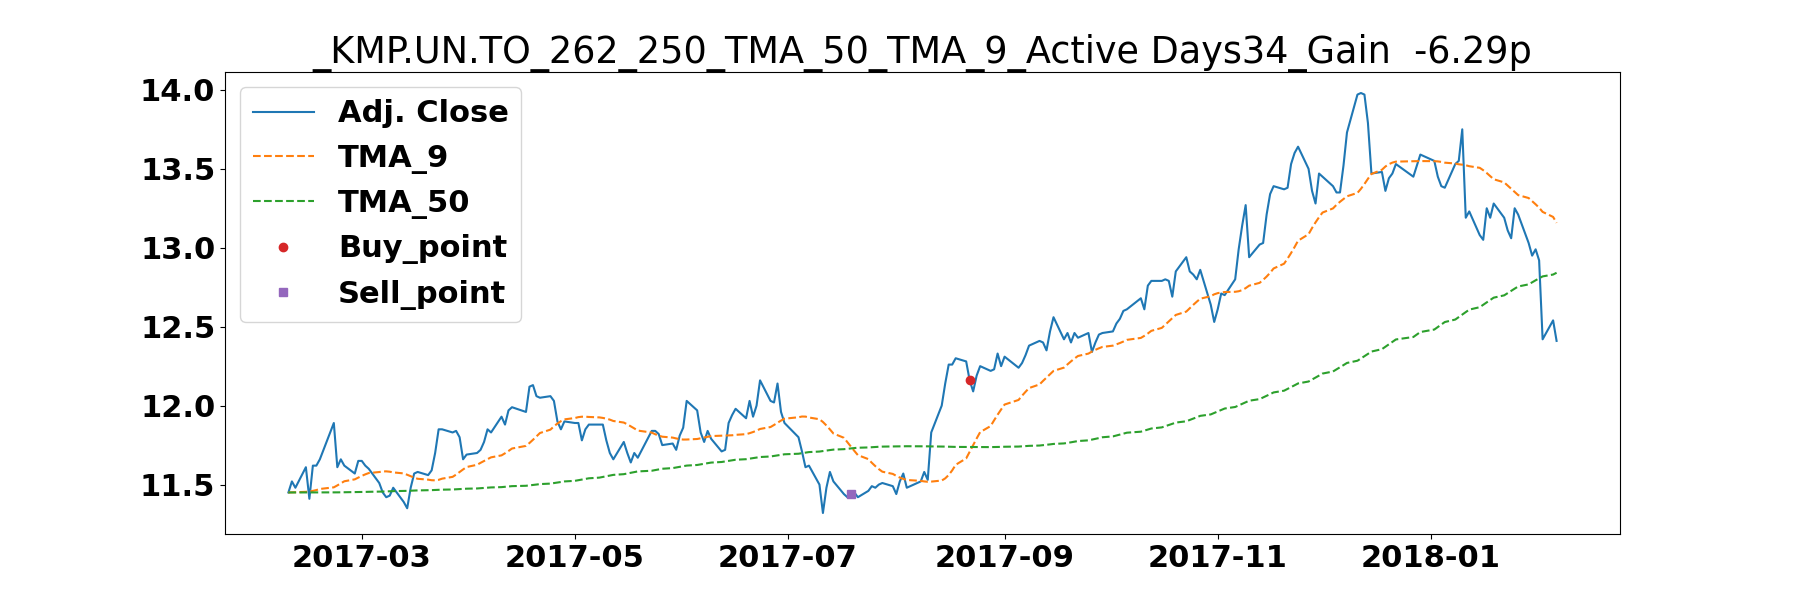 _KMP.UN.TO_262_250_TMA_50_TMA_9_Active Days34_Gain  -6.29p
14.0
13.5
13.0
12.5
12.0
11.5
Adj. Close
TMA_9
TMA_50
Buy_point
Sell_point
2017-03 2017-05 2017-07 2017-09 2017-11 2018-01